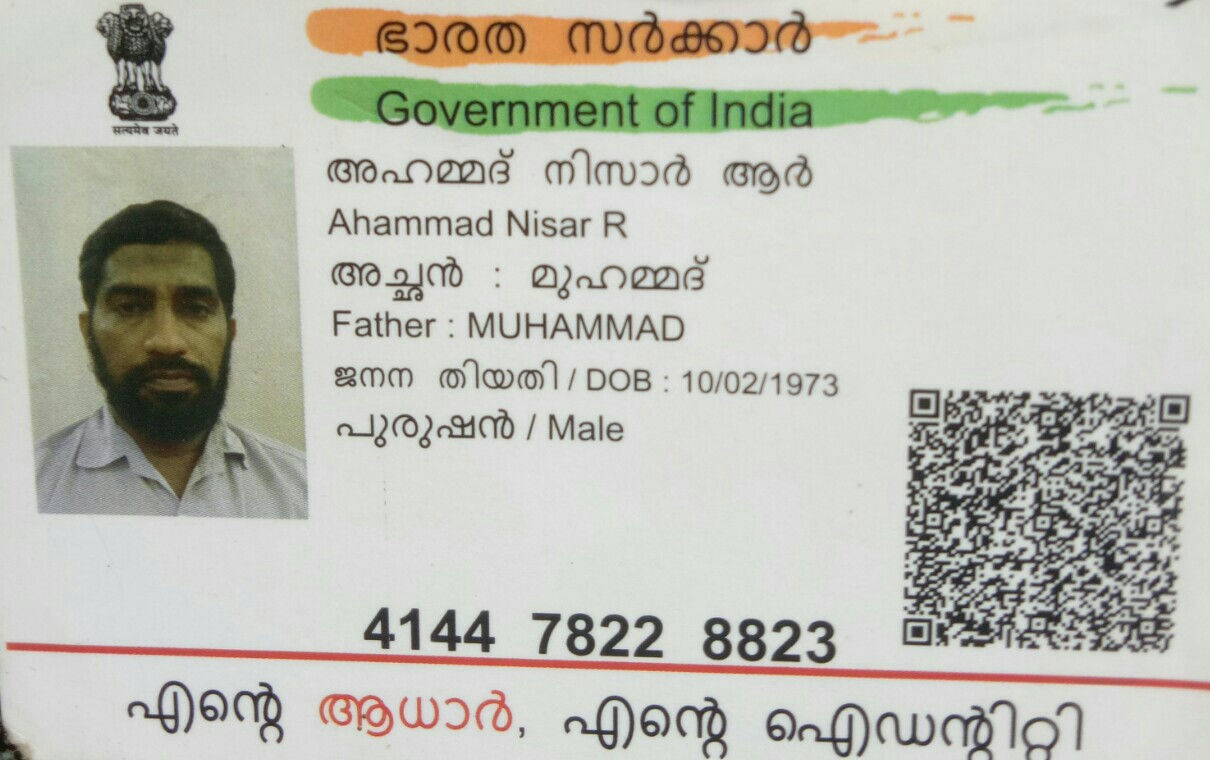 ഭാരത സർക്കാർ
Government of India
सत्यमेव जयते
അഹമ്മദ് നിസാർ ആർ
Ahammad Nisar R
അച്ഛൻ : മുഹമ്മദ്
Father : MUHAMMAD
ജനന തിയതി / DOB : 10/02/1973
പുരുഷൻ / Male
4144 7822 8823
എന്റെ ആധാർ, എന്റെ ഐഡന്റിറ്റി